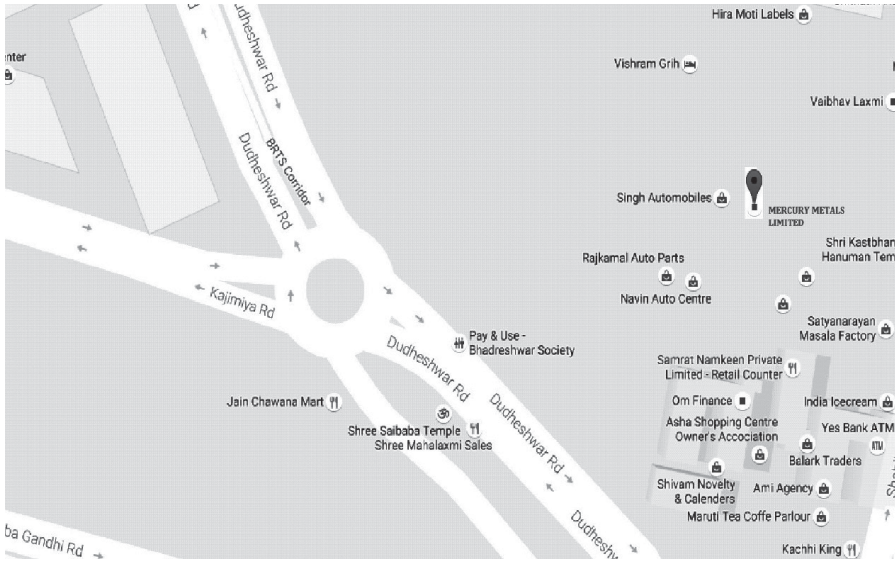 Hira Moti Labels
Vishram Grih
Vaibhav Laxmi
enter
Dudheshwar Rd
BRTS Corridor
Dudheshwar Rd
Singh Automobiles
MERCURY METALS
LIMITED
Shri Kastbhan
Hanuman Tem
Rajkamal Auto Parts
Navin Auto Centre
Kajimiya Rd
Satyanarayan
Masala Factory
Pay & Use -
Bhadreshwar Society
Dudheshwar Rd
Samrat Namkeen Private
Limited - Retail Counter
Jain Chawana Mart
Om Finance
India Icecream
Dudheshwar Rd
Shree Saibaba Temple
Shree Mahalaxmi Sales
Asha Shopping Centre
Owner's Accociation
Yes Bank ATM
ATM
Balark Traders
Shivam Novelty
& Calenders
Ami Agency
Maruti Tea Coffe Parlour
Dudheshw
ba Gandhi Rd
Kachhi King